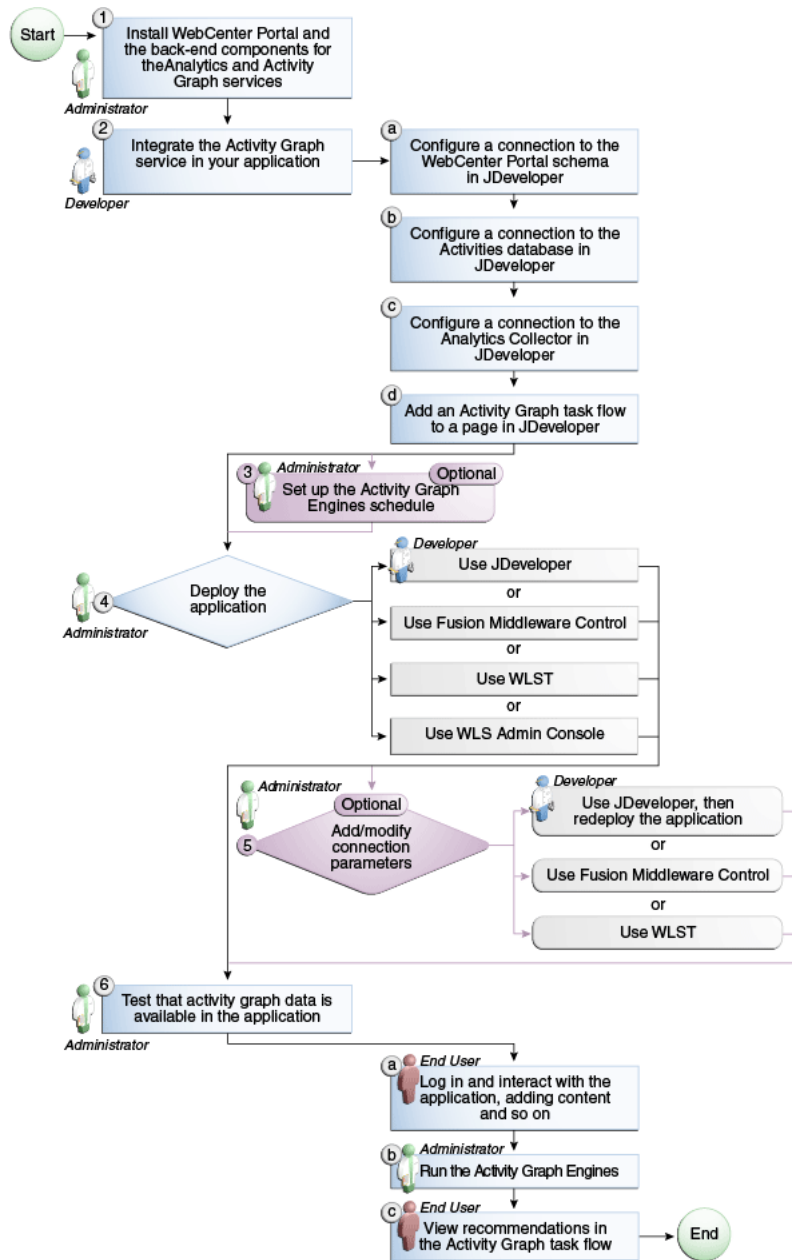 Start
1
Install WebCenter Portal and
the back-end components for
theAnalytics and Activity
Graph services
Administrator
2
Integrate the Activity Graph
service in your application
Developer
a
Configure a connection to the
WebCenter Portal schema
in JDeveloper
b
Configure a connection to the
Activities database in
JDeveloper
c
Configure a connection to the
Analytics Collector in
JDeveloper
d
Add an Activity Graph task flow
to a page in JDeveloper
Administrator
3
Optional
Set up the Activity Graph
Engines schedule
4
Deploy the
application
Administrator
Developer
Use JDeveloper
or
Use Fusion Middleware Control
or
Use WLST
or
Use WLS Admin Console
Administrator
Optional
5
Add/modify
connection
parameters
Developer
Use JDeveloper, then
redeploy the application
or
Use Fusion Middleware Control
or
Use WLST
6
Test that activity graph data is
available in the application
Administrator
a
End User
Log in and interact with the
application, adding content
and so on
b
Administrator
Run the Activity Graph Engines
c
End User
View recommendations in
the Activity Graph task flow
End